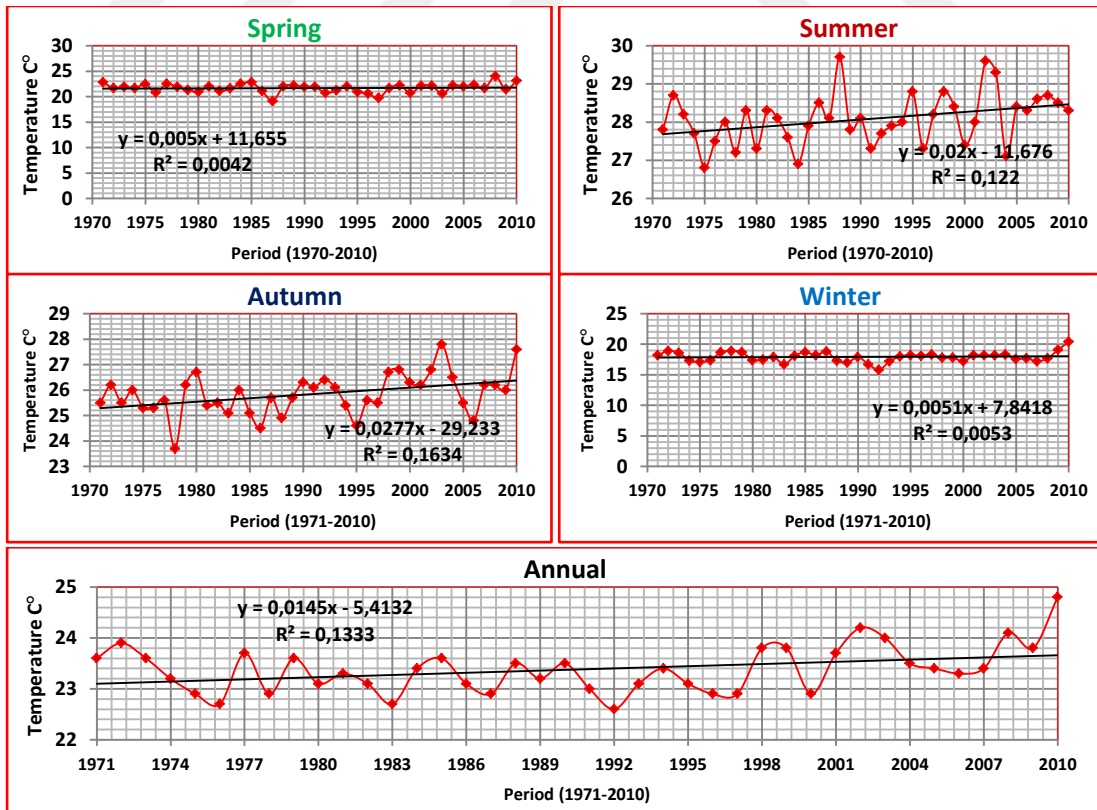 Spring
Temperature C°
30
25
20
15
10
5
0
y = 0,005x + 11,655
R² = 0,0042
1970 1975 1980 1985 1990 1995 2000 2005 2010
Period (1970-2010)
Summer
Temperature C°
30
29
28
27
26
y = 0,02x - 11,676
R² = 0,122
1970 1975 1980 1985 1990 1995 2000 2005 2010
Period (1970-2010)
Autumn
Temperature C°
29
28
27
26
25
24
23
y = 0,0277x - 29,233
R² = 0,1634
1970 1975 1980 1985 1990 1995 2000 2005 2010
Period (1971-2010)
Winter
Temperature C°
25
20
15
10
5
0
y = 0,0051x + 7,8418
R² = 0,0053
1970 1975 1980 1985 1990 1995 2000 2005 2010
Period (1971-2010)
Annual
Temperature C°
25
24
23
22
y = 0,0145x - 5,4132
R² = 0,1333
1971 1974 1977 1980 1983 1986 1989 1992 1995 1998 2001 2004 2007 2010
Period (1971-2010)